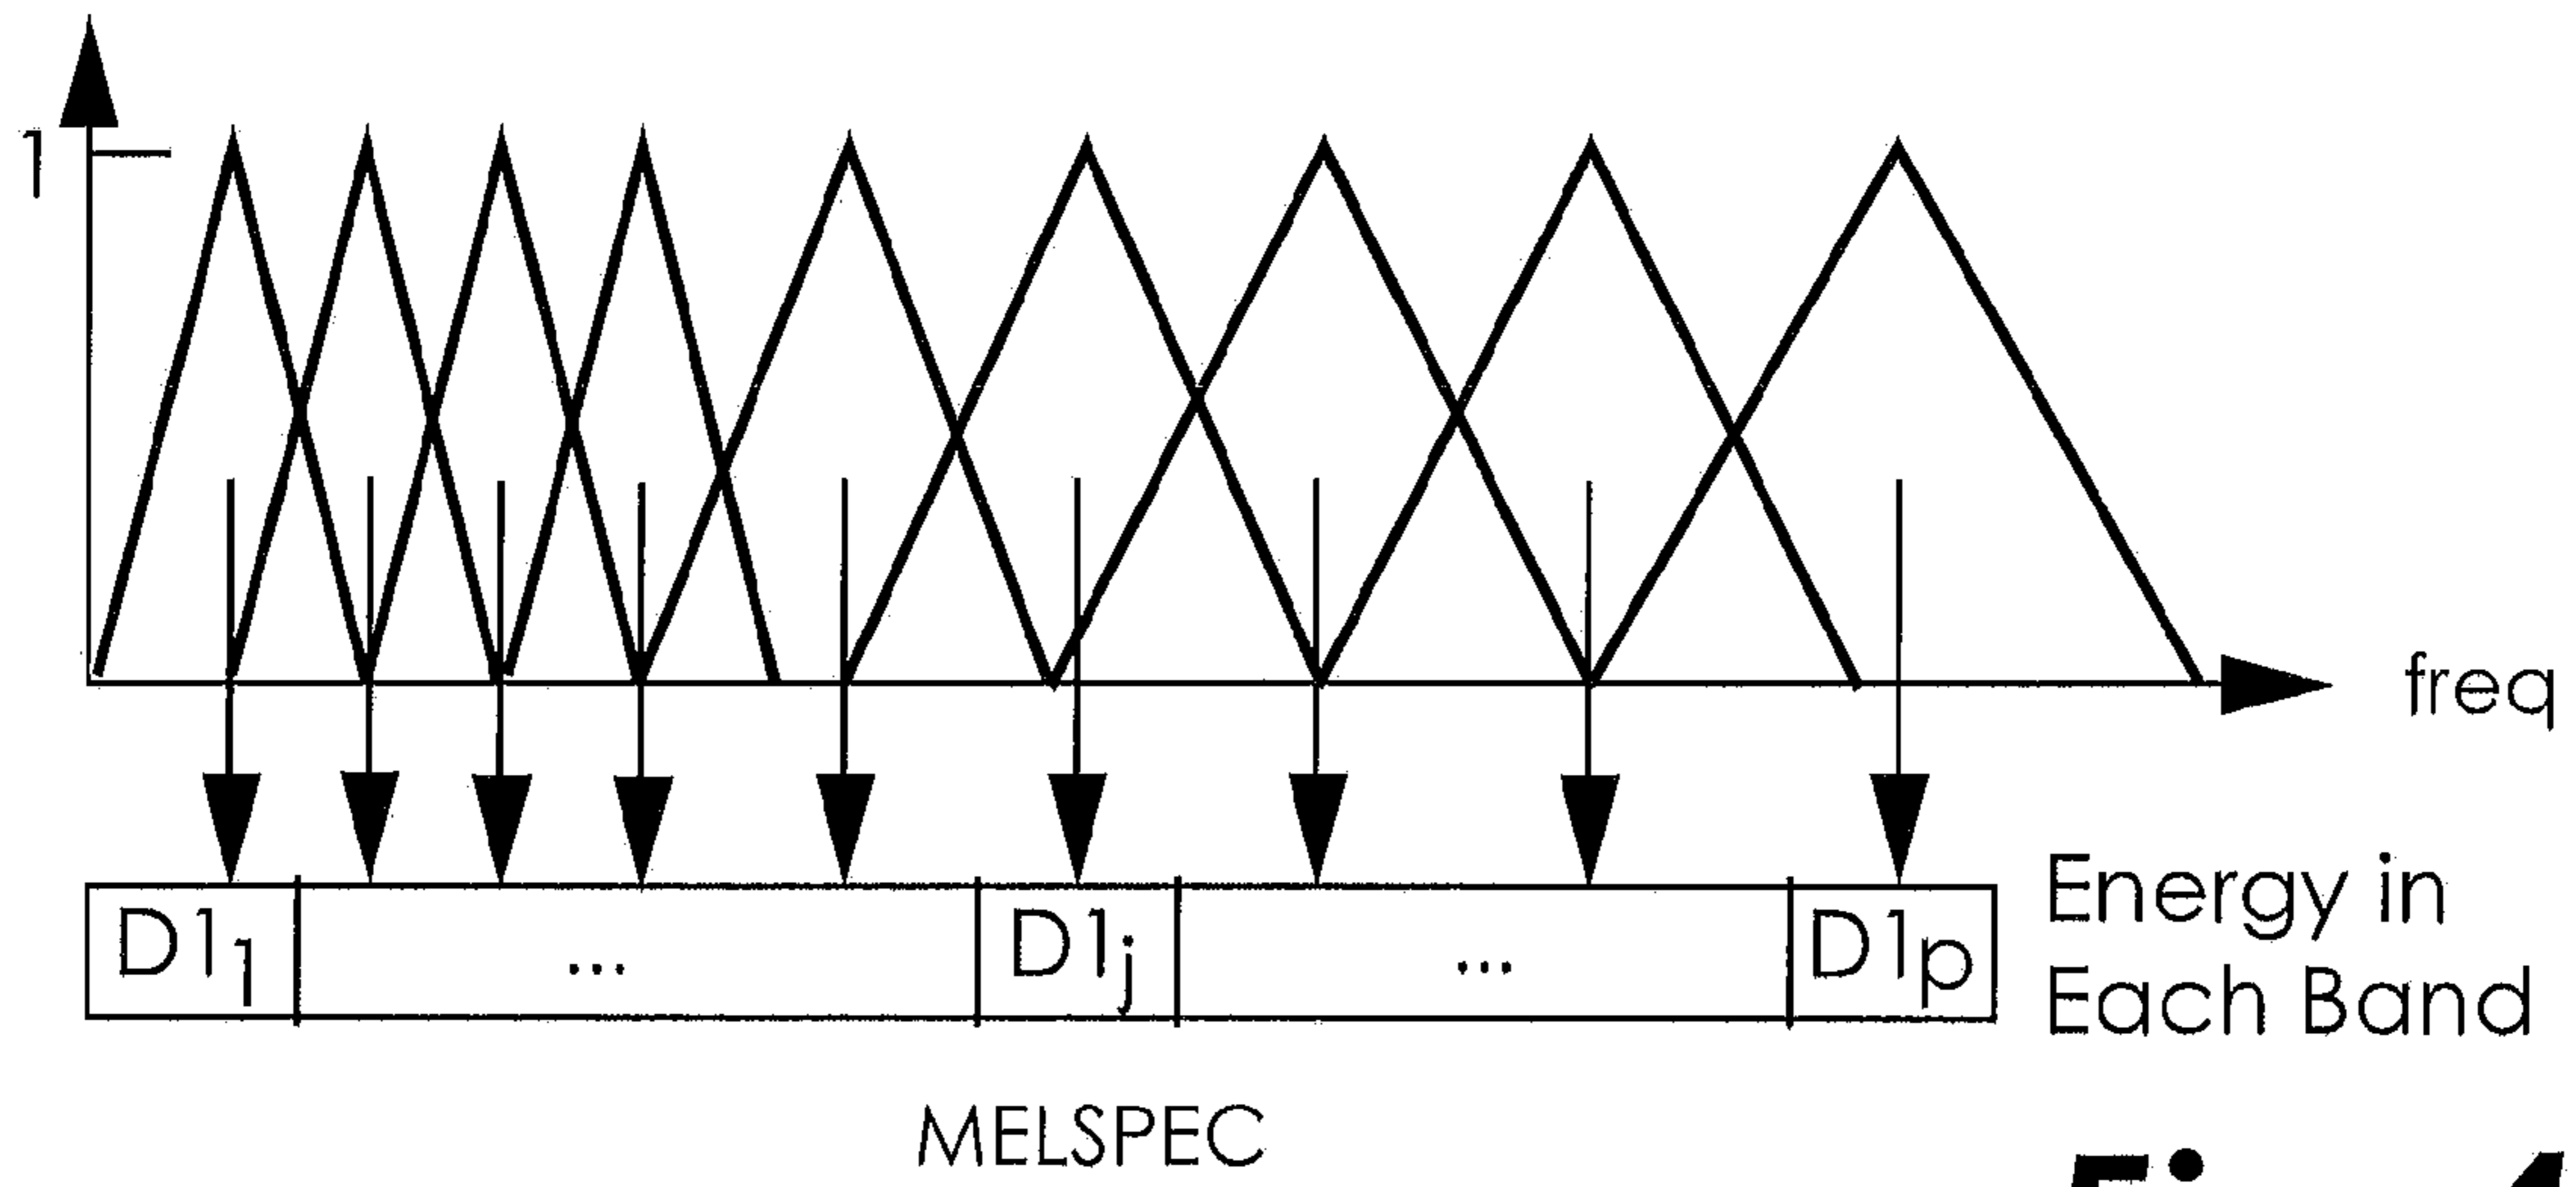 1
freq
D1₁ ... D1ⱼ ... D1ₚ
Energy in
Each Band
MELSPEC